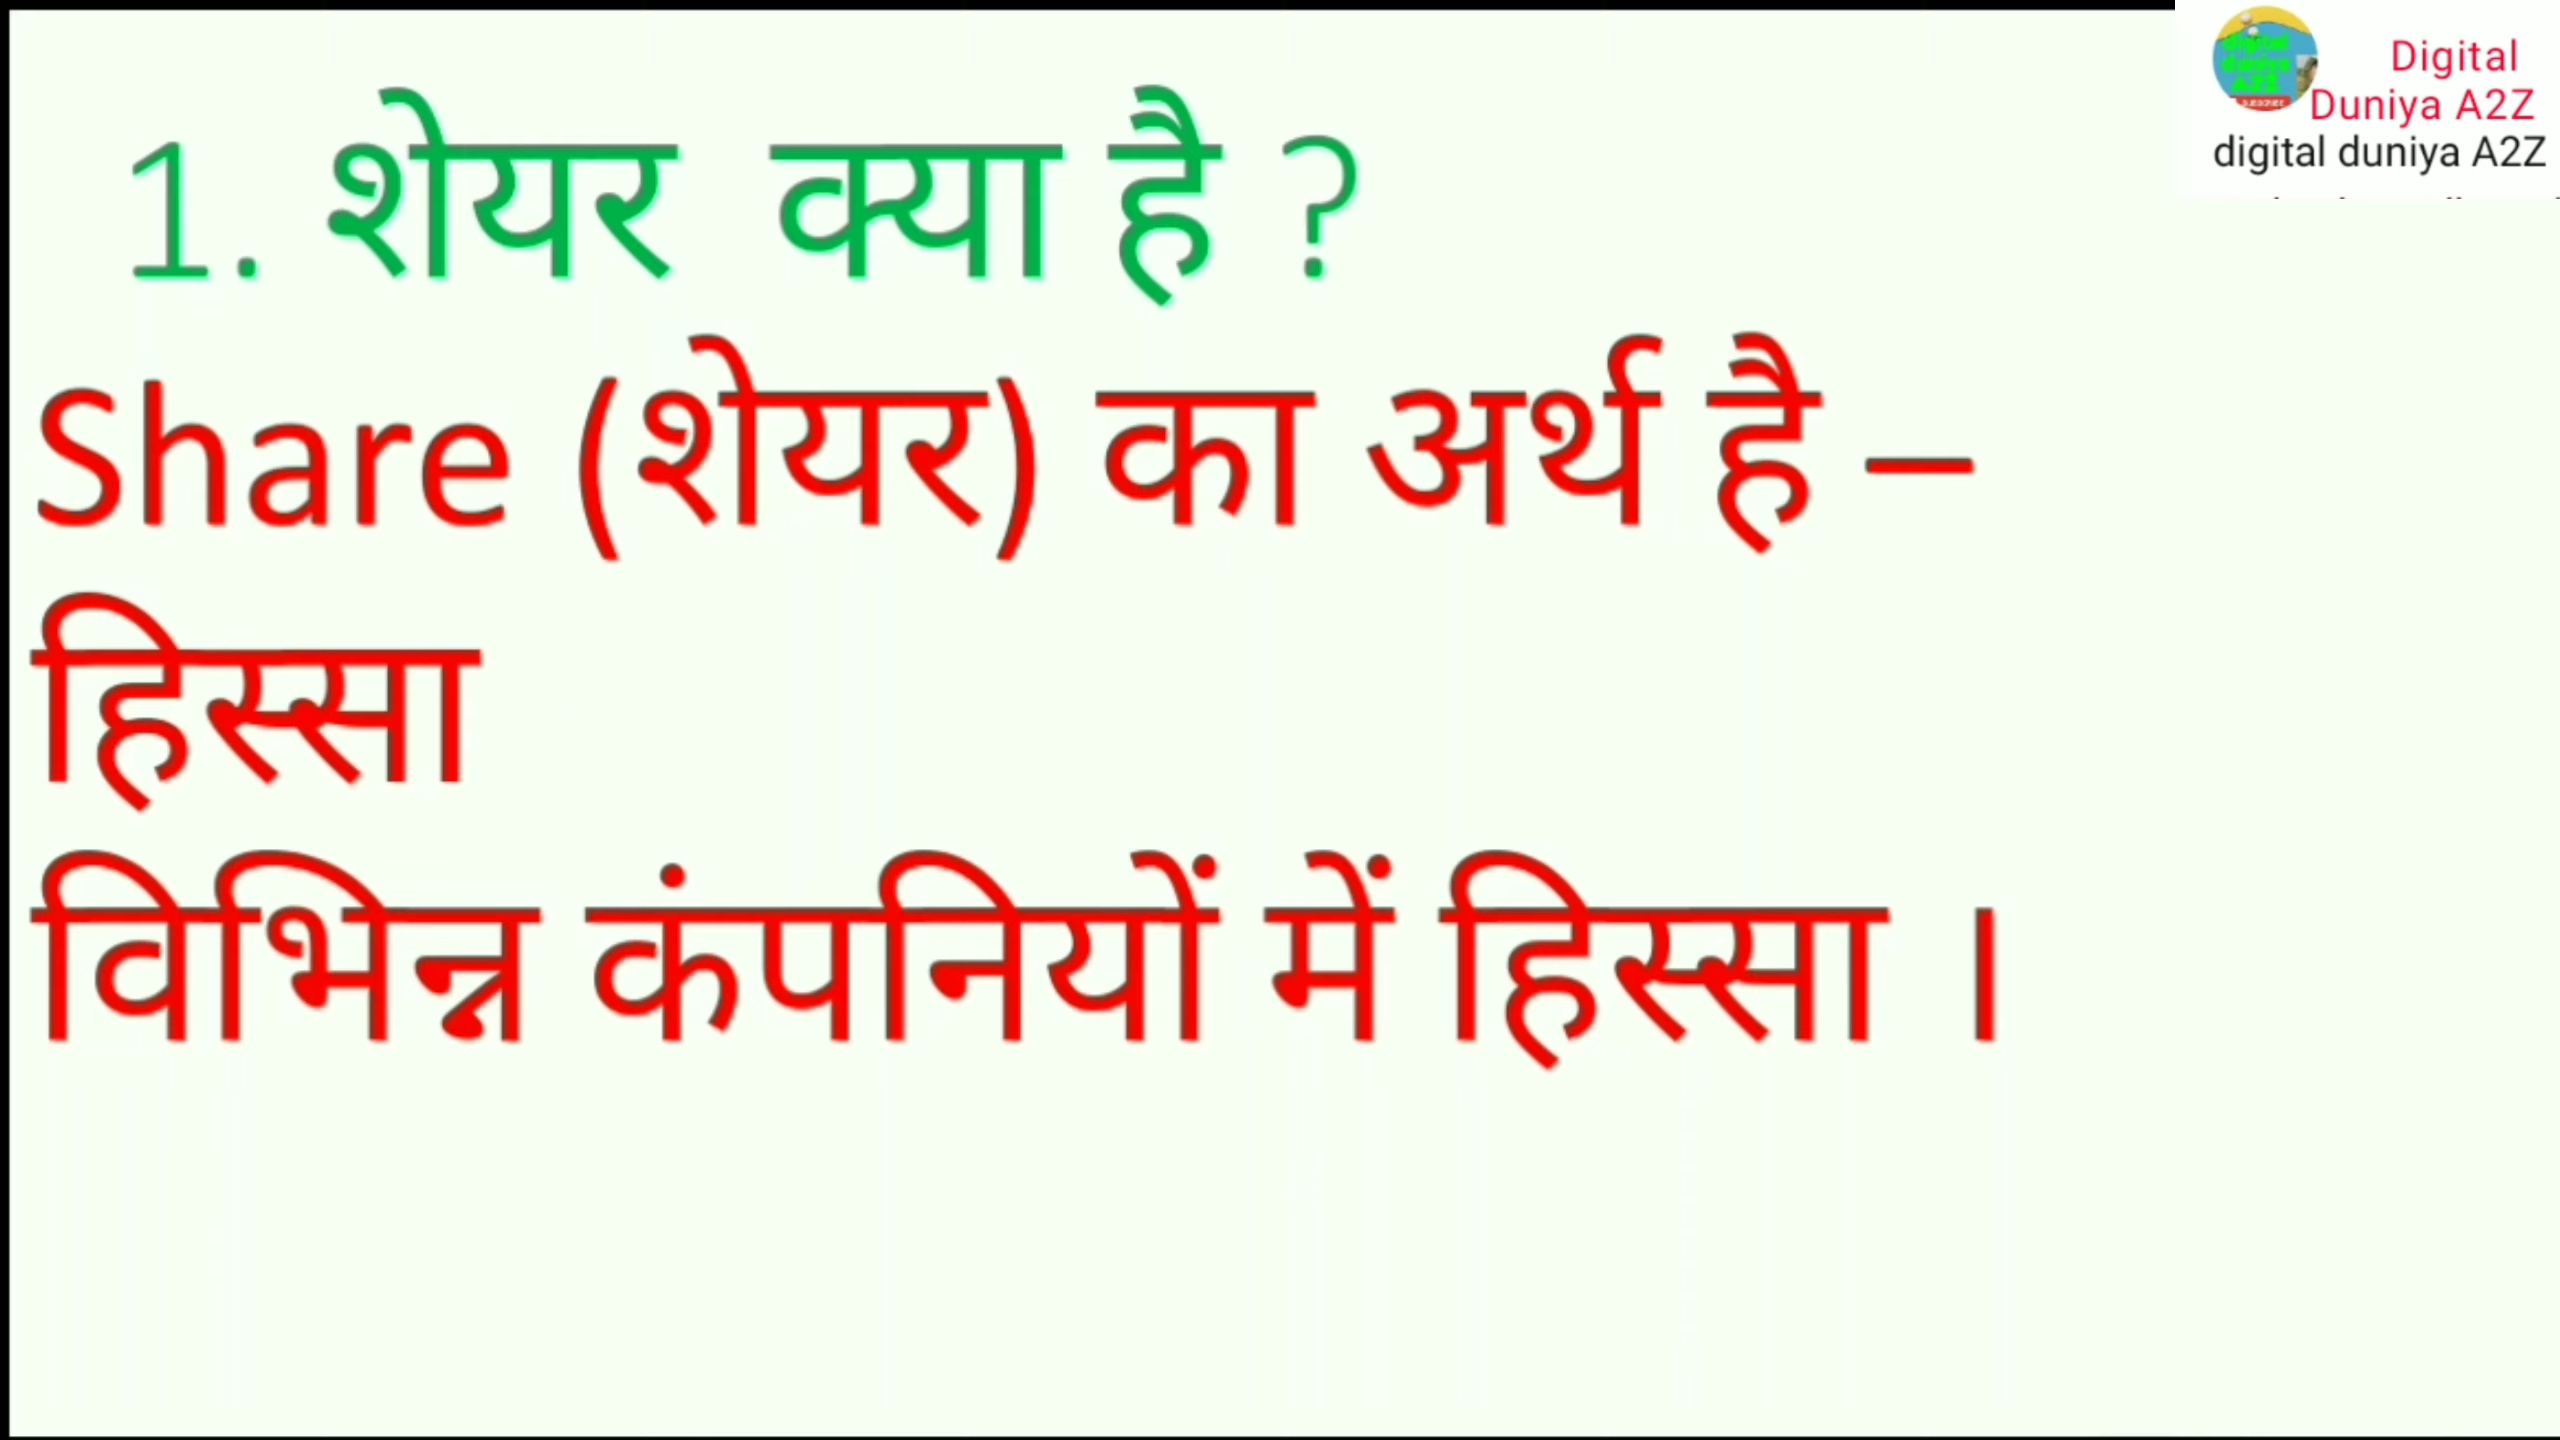 1. शेयर क्या है ?
Share (शेयर) का अर्थ है –
हिस्सा
विभिन्न कंपनियों में हिस्सा ।
Digital
Duniya A2Z
digital duniya A2Z